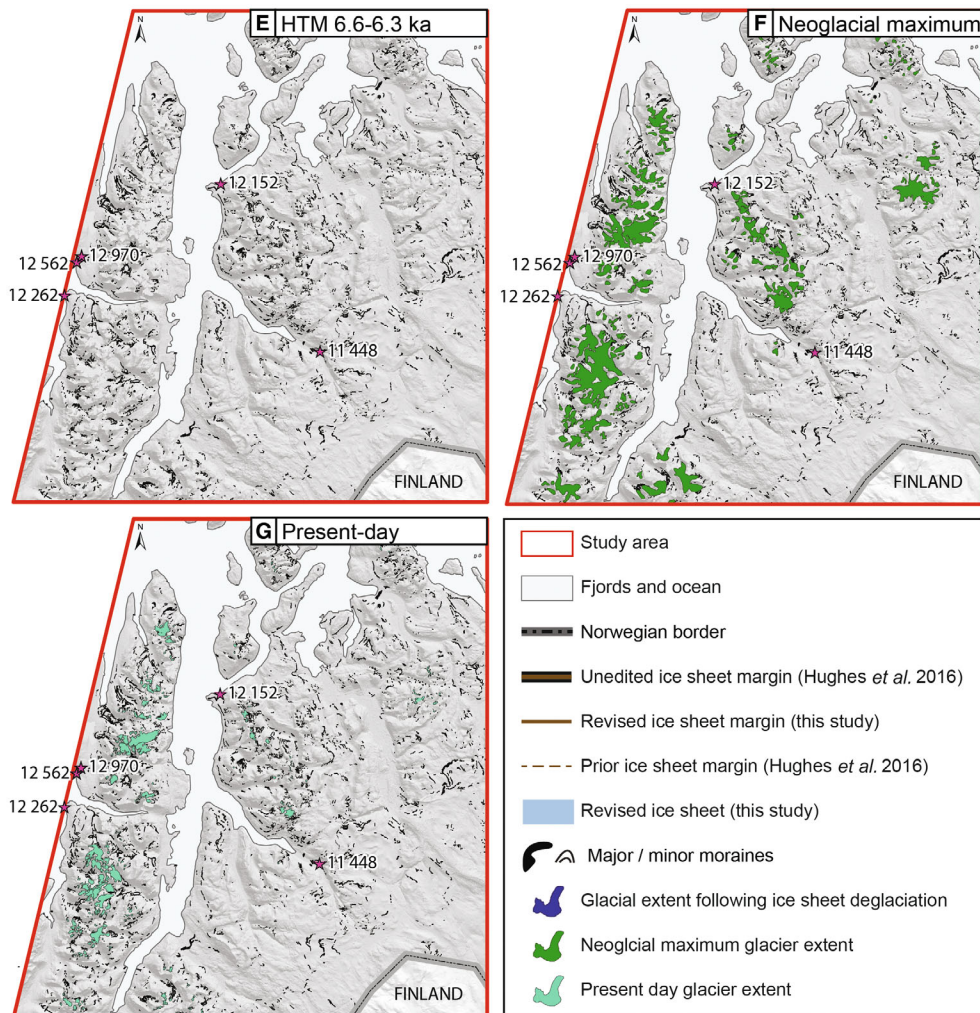 E HTM 6.6-6.3 ka
N
12 152
12 970
12 562
12 262
11 448
FINLAND
F Neoglacial maximum
12 152
12 970
12 562
12 262
11 448
FINLAND
G Present-day
N
12 152
12 970
12 562
12 262
11 448
FINLAND
Study area
Fjords and ocean
Norwegian border
Unedited ice sheet margin (Hughes et al. 2016)
Revised ice sheet margin (this study)
Prior ice sheet margin (Hughes et al. 2016)
Revised ice sheet (this study)
Major / minor moraines
Glacial extent following ice sheet deglaciation
Neoglcial maximum glacier extent
Present day glacier extent